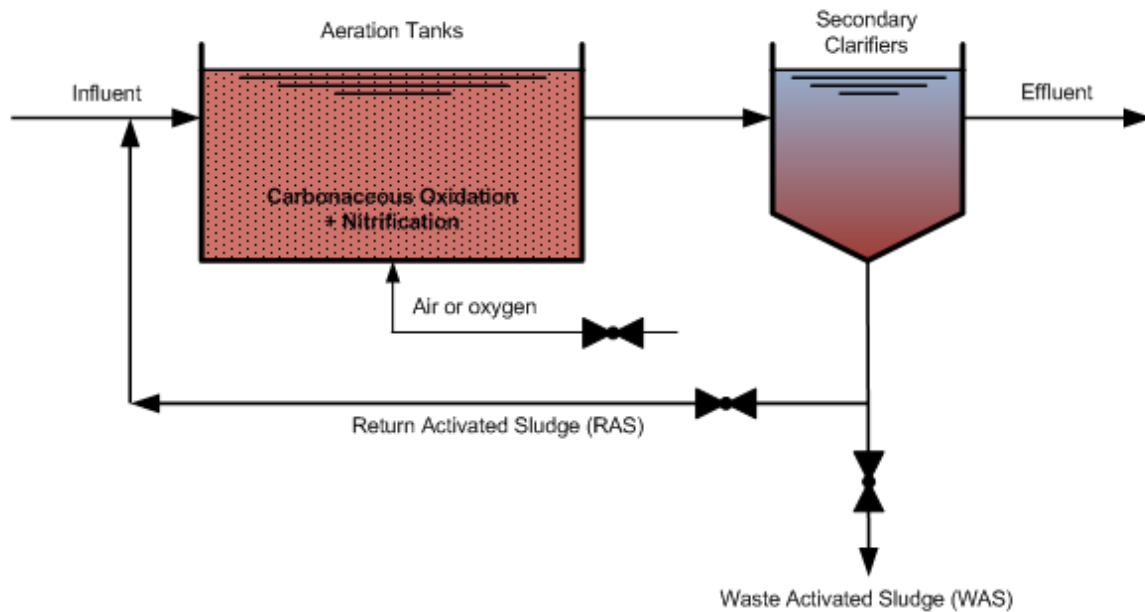 Aeration Tanks
Secondary
Clarifiers
Influent
Effluent
Carbonaceous Oxidation
+ Nitrification
Air or oxygen
Return Activated Sludge (RAS)
Waste Activated Sludge (WAS)